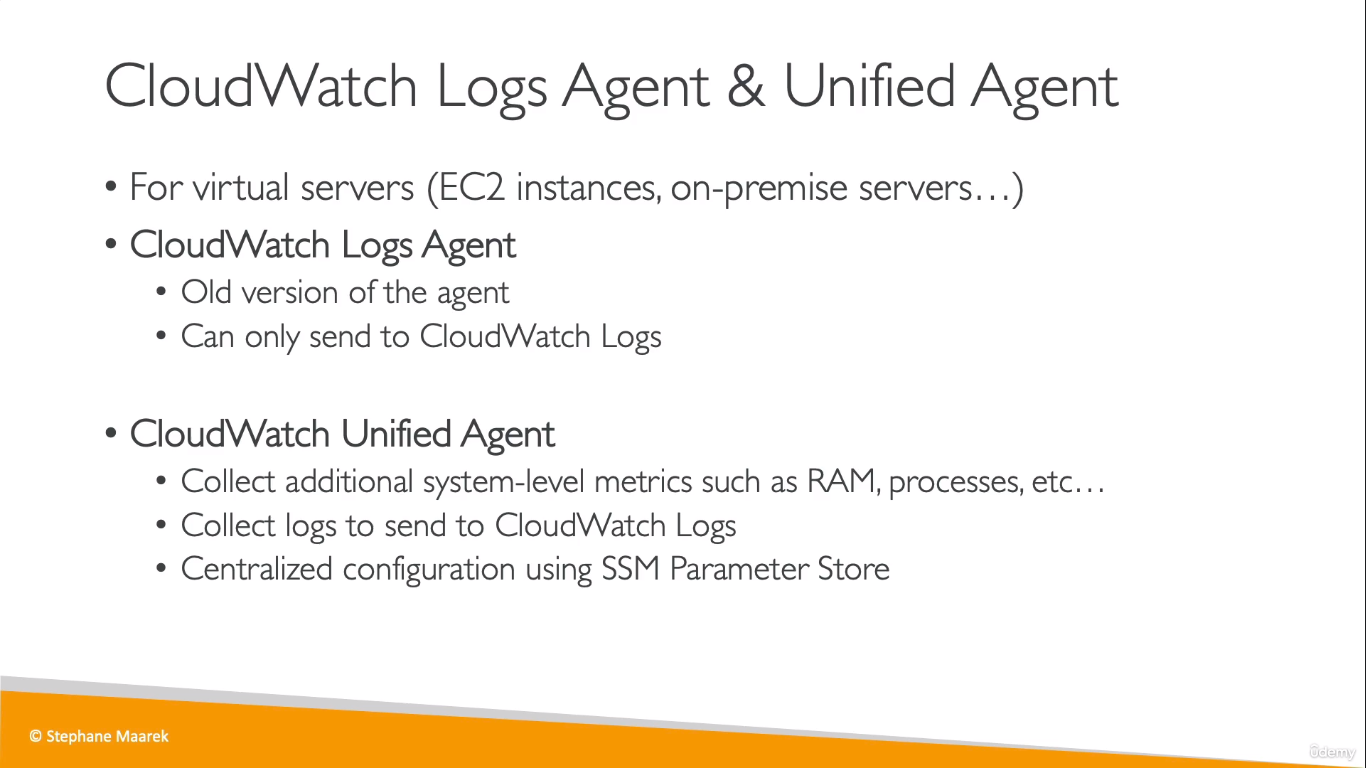 CloudWatch Logs Agent & Unified Agent
• For virtual servers (EC2 instances, on-premise servers…)
• CloudWatch Logs Agent
• Old version of the agent
• Can only send to CloudWatch Logs
• CloudWatch Unified Agent
• Collect additional system-level metrics such as RAM, processes, etc…
• Collect logs to send to CloudWatch Logs
• Centralized configuration using SSM Parameter Store
© Stephane Maarek
ûdemy